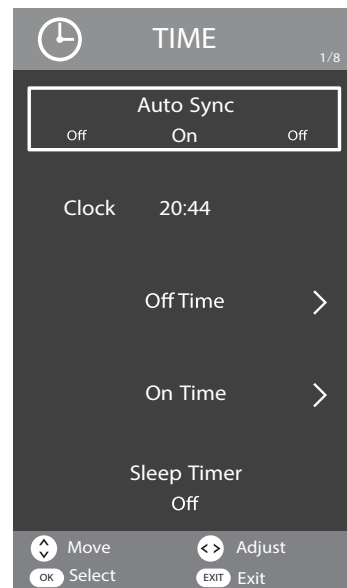 TIME
1/8
Auto Sync
Off On Off
Clock 20:44
Off Time
On Time
Sleep Timer
Off
Move Adjust
OK Select EXIT Exit